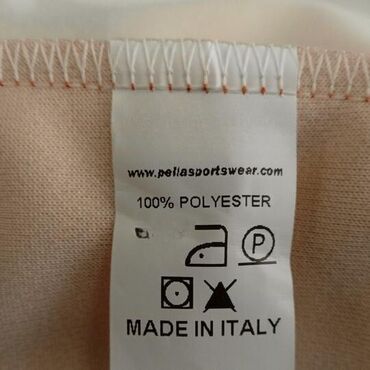 www.pellasportswear.com
100% POLYESTER
P
MADE IN ITALY